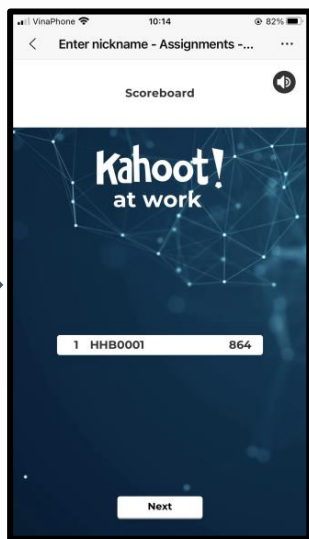 VinaPhone 10:14 82%
Enter nickname - Assignments -...
Scoreboard
Kahoot!
at work
1 HHB0001 864
Next